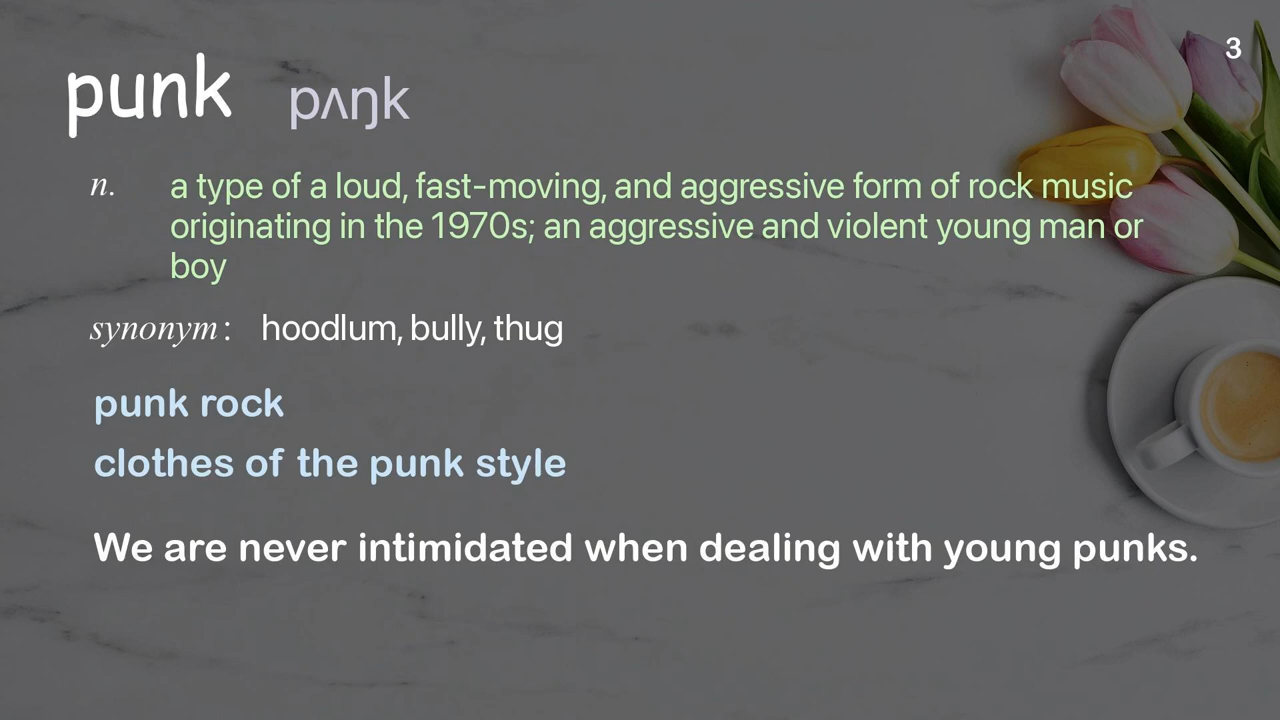 3
punk pʌŋk
n. a type of a loud, fast-moving, and aggressive form of rock music
originating in the 1970s; an aggressive and violent young man or
boy
synonym: hoodlum, bully, thug
punk rock
clothes of the punk style
We are never intimidated when dealing with young punks.